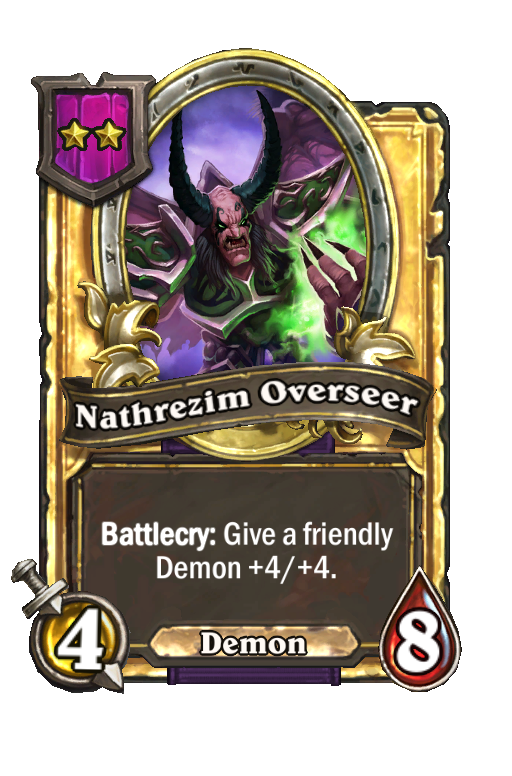 Nathrezim Overseer
Battlecry: Give a friendly
Demon +4/+4.
4
Demon
8